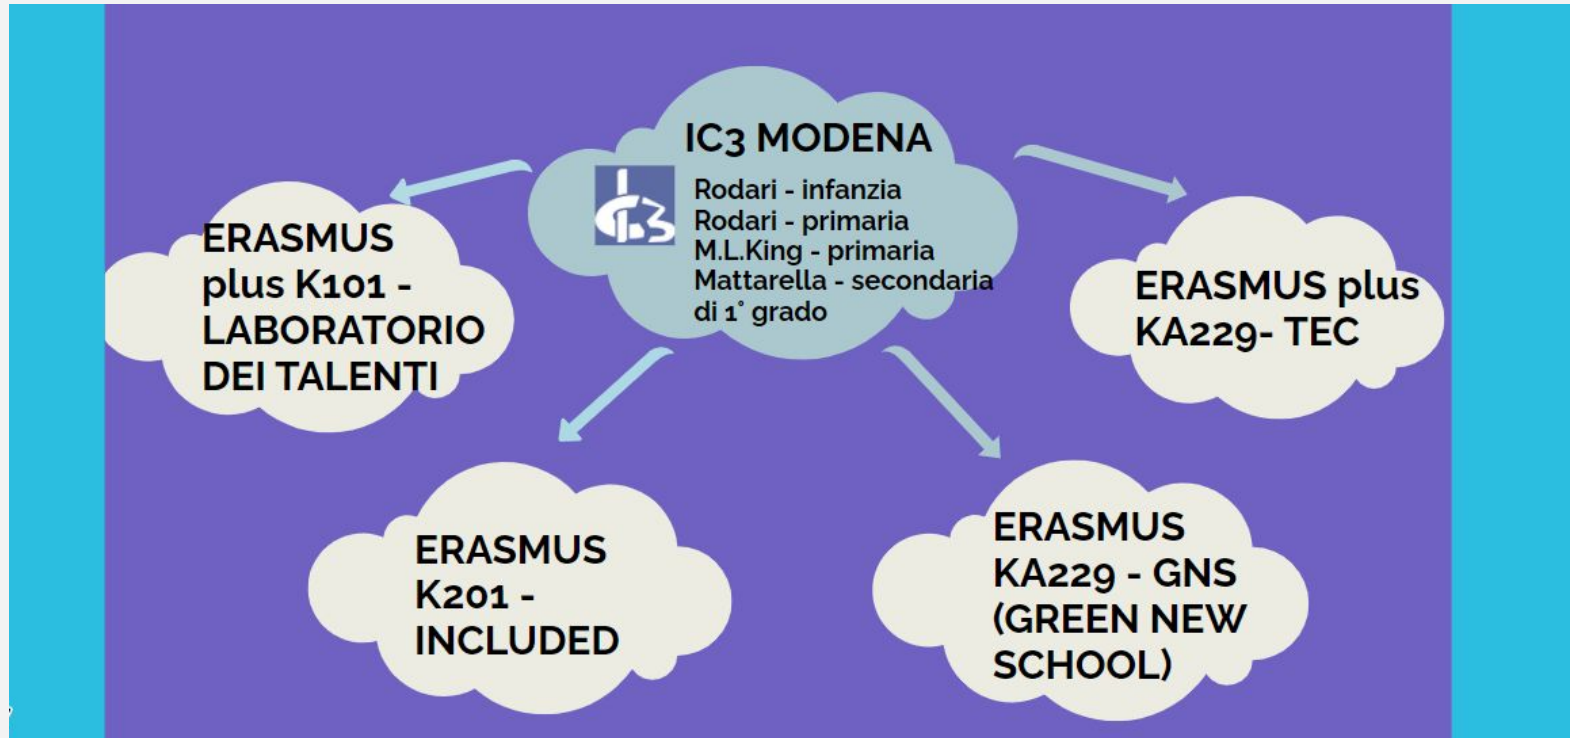 IC3 MODENA
Rodari - infanzia
Rodari - primaria
M.L.King - primaria
Mattarella - secondaria
di 1° grado
IC3
ERASMUS
plus K101 -
LABORATORIO
DEI TALENTI
ERASMUS plus
KA229- TEC
ERASMUS
K201 -
INCLUDED
ERASMUS
KA229 - GNS
(GREEN NEW
SCHOOL)